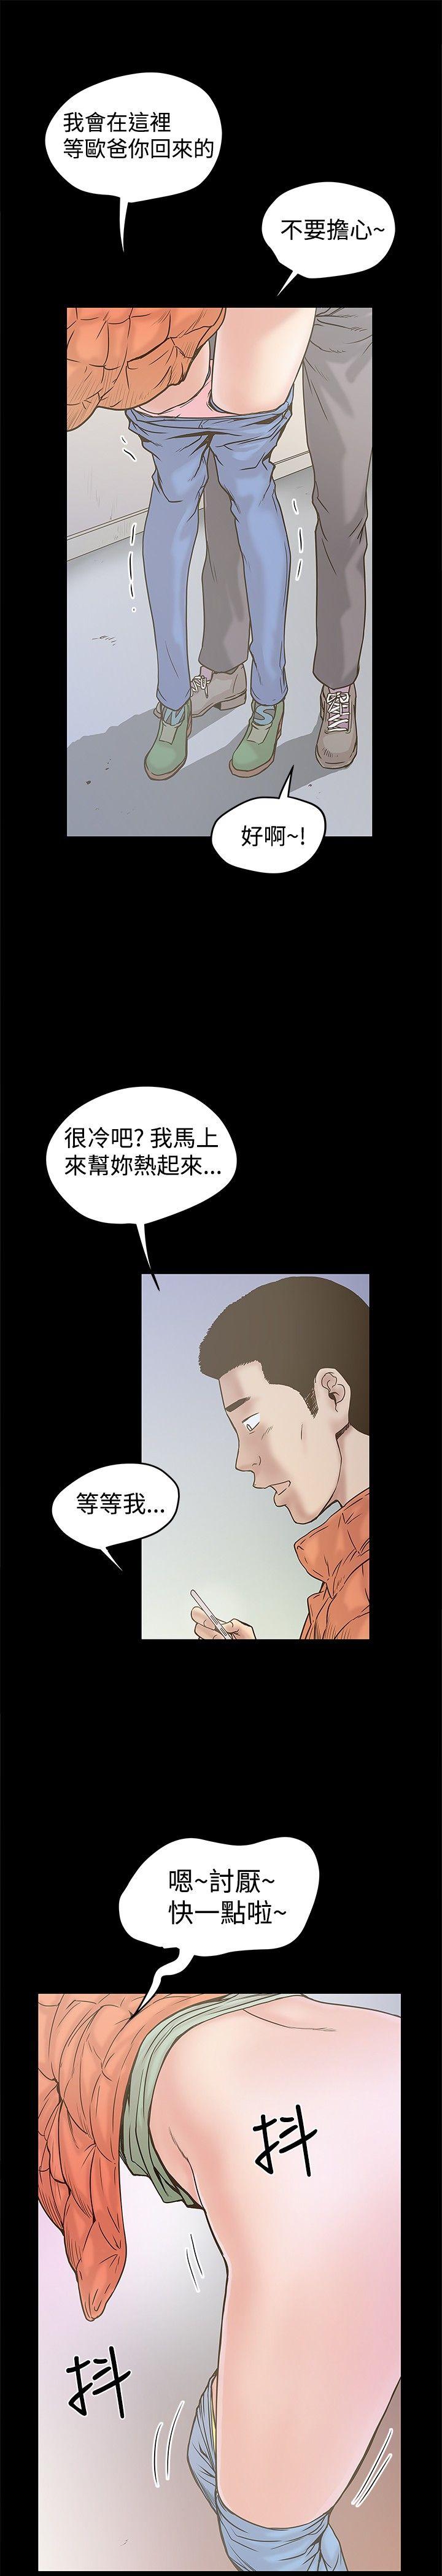 我會在這裡
等歐爸你回來的
不要擔心~
好啊~!
很冷吧? 我馬上
來幫妳熱起來...
等等我...
嗯~討厭~
快一點啦~
抖
抖